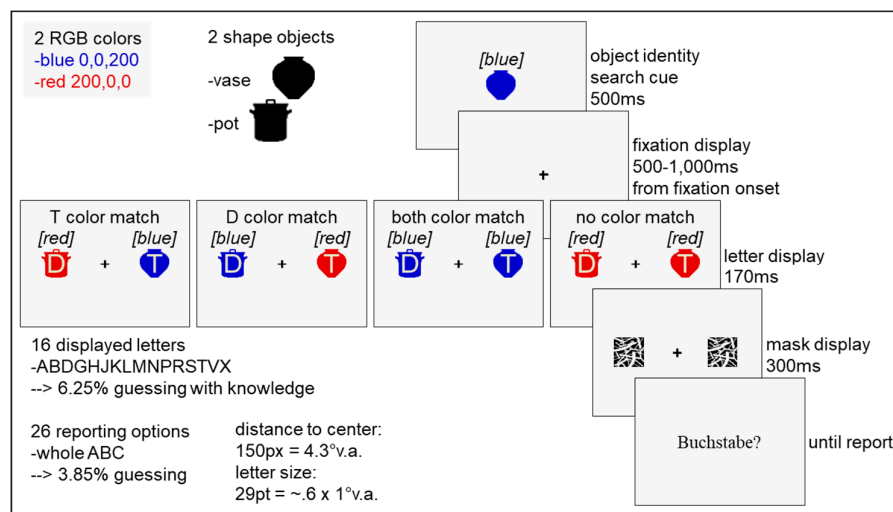 2 RGB colors
-blue 0,0,200
-red 200,0,0
2 shape objects
-vase
-pot
[blue]
object identity
search cue
500ms
+
fixation display
500-1,000ms
from fixation onset
T color match
[red] [blue]
D + T
D color match
[blue] [red]
D + T
both color match
[blue] [blue]
D + T
no color match
[red] [red]
D + T
letter display
170ms
+
mask display
300ms
Buchstabe?
until report
16 displayed letters
-ABDGHJKLMNPRSTVX
--> 6.25% guessing with knowledge
26 reporting options
-whole ABC
--> 3.85% guessing
distance to center:
150px = 4.3°v.a.
letter size:
29pt = ~.6 x 1°v.a.